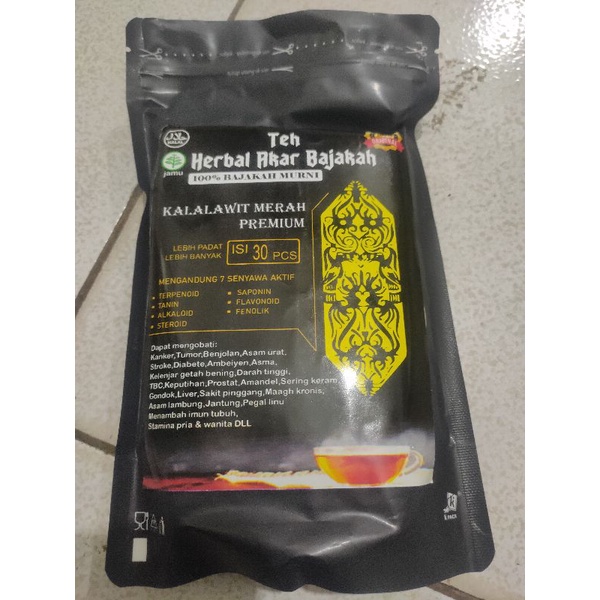 Teh
Herbal Akar Bajakah
100% BAJAKAH MURNI
HALAL
jamu
ORIGINAL
KALALAWIT MERAH
PREMIUM
LEBIH PADAT
LEBIH BANYAK
ISI 30 PCS
MENGANDUNG 7 SENYAWA AKTIF
• TERPENOID
• TANIN
• ALKALOID
• STEROID
• SAPONIN
• FLAVONOID
• FENOLIK
Dapat mengobati:
Kanker,Tumor,Benjolan,Asam urat,
Stroke,Diabete,Ambeiyen,Asma,
Kelenjar getah bening,Darah tinggi,
TBC,Keputihan,Prostat,Amandel,Sering keram,
Gondok,Liver,Sakit pinggang,Maagh kronis,
Asam lambung,Jantung,Pegal linu
Menambah imun tubuh,
Stamina pria & wanita DLL